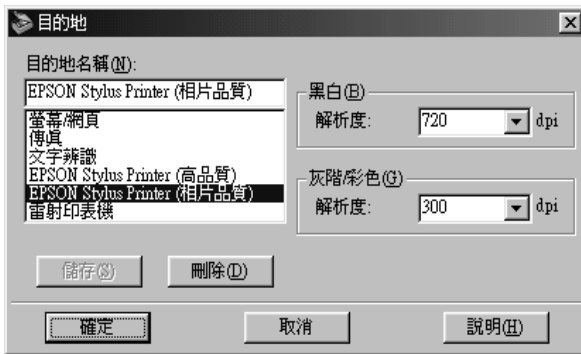 目的地
目的地名稱(N):
EPSON Stylus Printer (相片品質)
螢幕/網頁
傳真
文字辨識
EPSON Stylus Printer (高品質)
EPSON Stylus Printer (相片品質)
雷射印表機
黑白(B)
解析度: 720 dpi
灰階/彩色(G)
解析度: 300 dpi
儲存(S) 刪除(D)
確定 取消 說明(H)